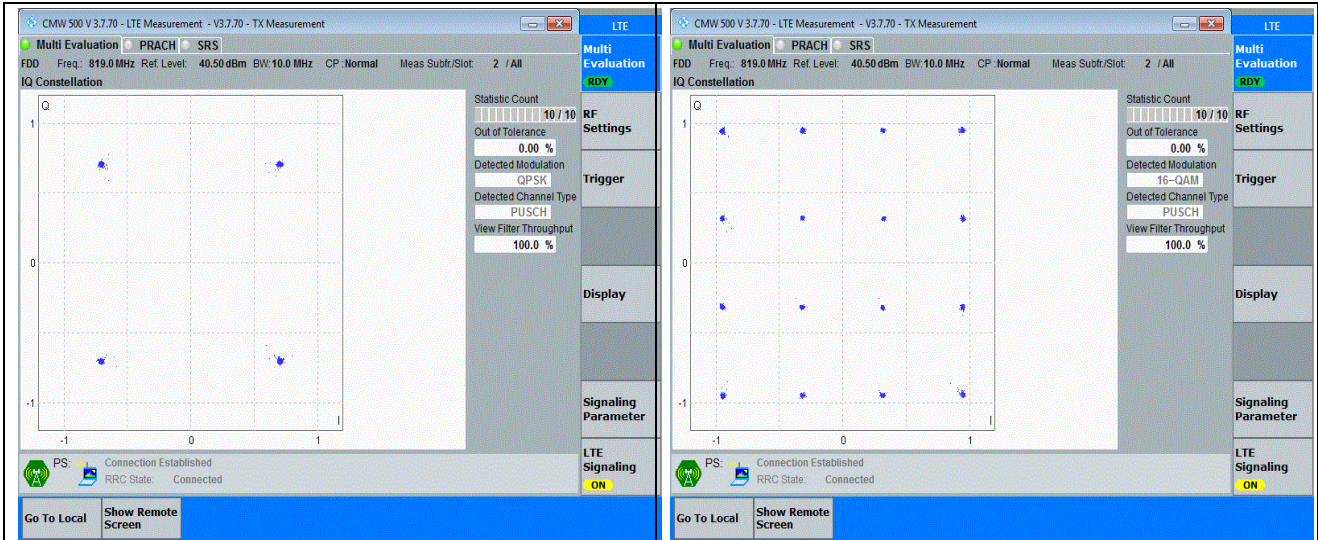 CMW 500 V 3.7.70 - LTE Measurement - V3.7.70 - TX Measurement
LTE
Multi Evaluation PRACH SRS
Multi
Evaluation
RDY
FDD Freq.: 819.0 MHz Ref. Level: 40.50 dBm BW: 10.0 MHz CP : Normal Meas Subfr./Slot: 2 / All
IQ Constellation
Q
1
0
-1
-1 0 1
I
Statistic Count
10 / 10
Out of Tolerance
0.00 %
Detected Modulation
QPSK
Detected Channel Type
PUSCH
View Filter Throughput
100.0 %
RF
Settings
Trigger
Display
Signaling
Parameter
LTE
Signaling
ON
PS: Connection Established
RRC State: Connected
Go To Local
Show Remote
Screen
CMW 500 V 3.7.70 - LTE Measurement - V3.7.70 - TX Measurement
LTE
Multi Evaluation PRACH SRS
Multi
Evaluation
RDY
FDD Freq.: 819.0 MHz Ref. Level: 40.50 dBm BW: 10.0 MHz CP : Normal Meas Subfr./Slot: 2 / All
IQ Constellation
Q
1
0
-1
-1 0 1
I
Statistic Count
10 / 10
Out of Tolerance
0.00 %
Detected Modulation
16-QAM
Detected Channel Type
PUSCH
View Filter Throughput
100.0 %
RF
Settings
Trigger
Display
Signaling
Parameter
LTE
Signaling
ON
PS: Connection Established
RRC State: Connected
Go To Local
Show Remote
Screen